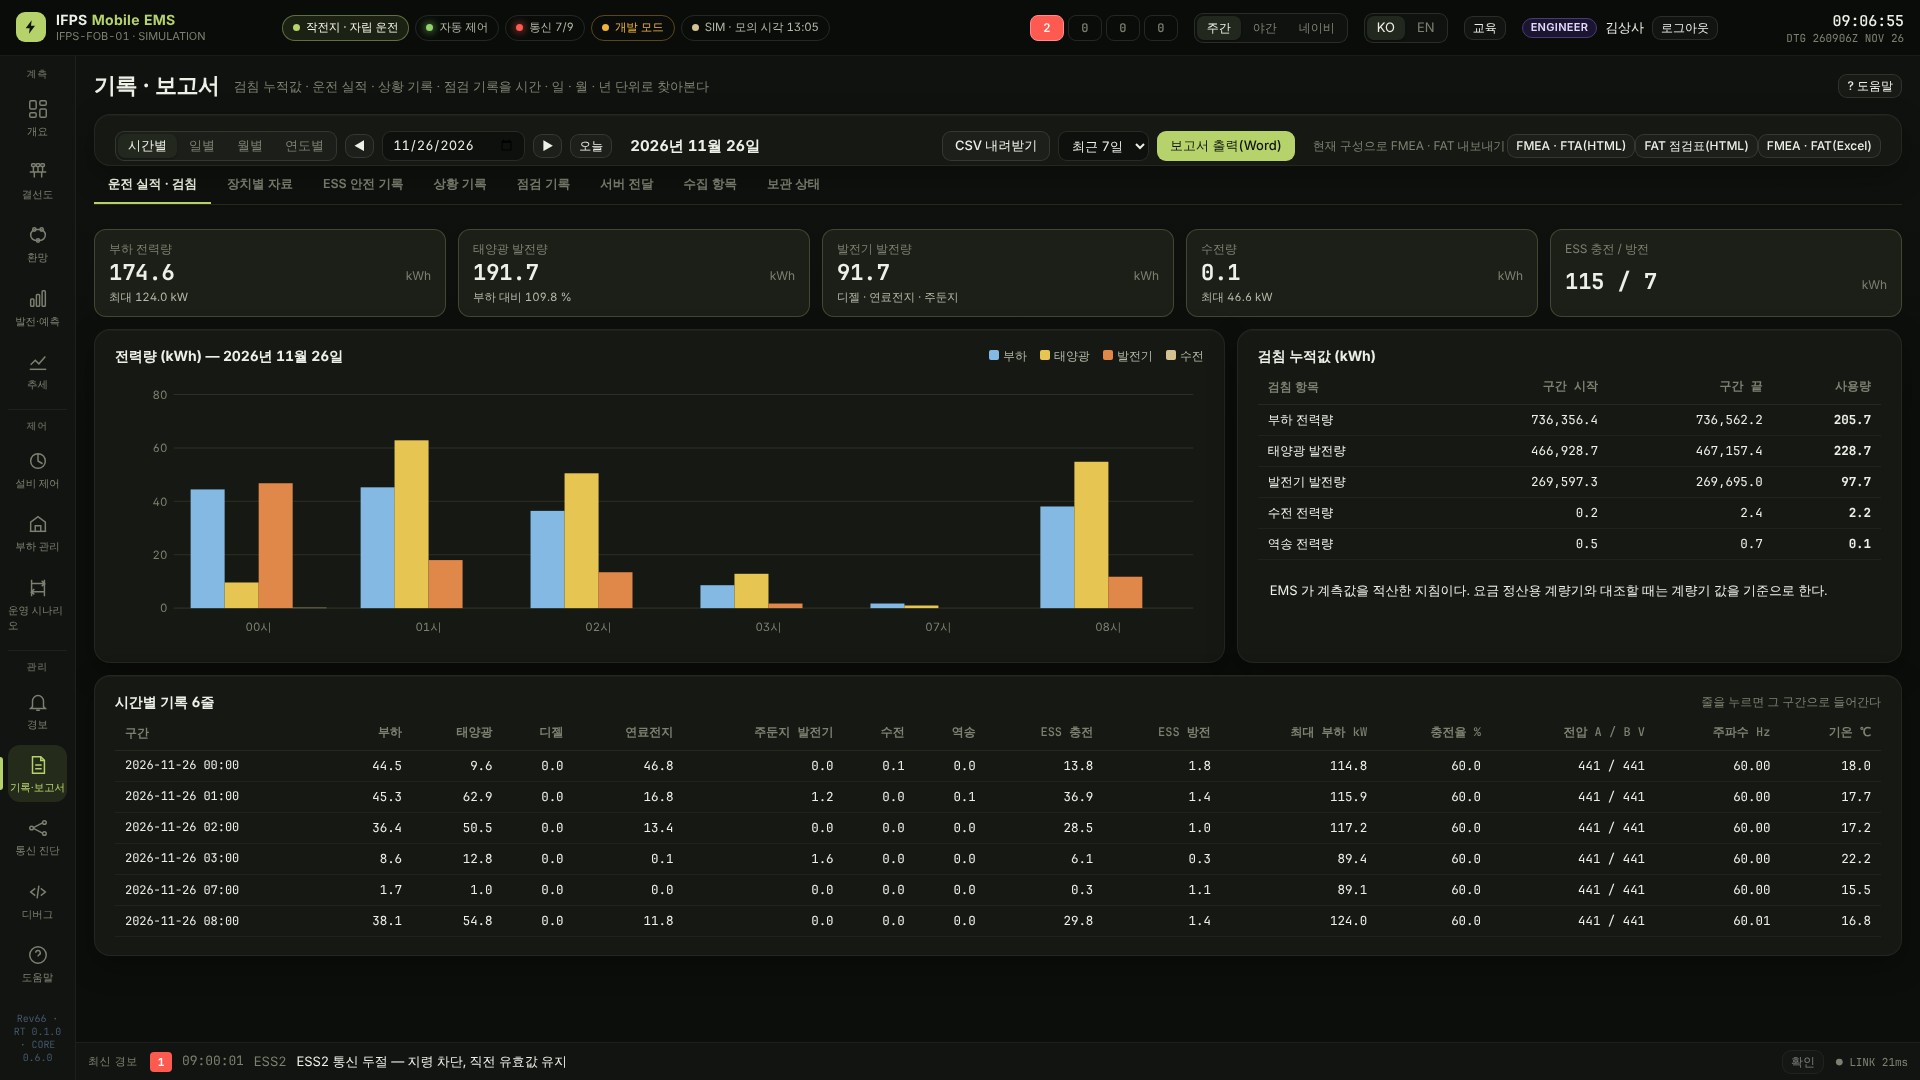 IFPS Mobile EMS
IFPS-FOB-01 · SIMULATION
작전지 · 자립 운전
자동 제어
통신 7/9
개발 모드
SIM · 모의 시각 13:05
2 0 0 0
주간 야간 네이비
KO EN
교육
ENGINEER 김상사 로그아웃
09:06:55
DTG 260906Z NOV 26
계측
개요
결선도
환망
발전·예측
추세
제어
설비 제어
부하 관리
운영 시나리오
관리
경보
기록·보고서
통신 진단
디버그
도움말
Rev66 ·
RT 0.1.0
· CORE
0.6.0
기록 · 보고서 검침 누적값 · 운전 실적 · 상황 기록 · 점검 기록을 시간 · 일 · 월 · 년 단위로 찾아본다
? 도움말
시간별 일별 월별 연도별 ◀ 11/26/2026 ▶ 오늘 2026년 11월 26일
CSV 내려받기 최근 7일 보고서 출력(Word) 현재 구성으로 FMEA · FAT 내보내기 FMEA · FTA(HTML) FAT 점검표(HTML) FMEA · FAT(Excel)
운전 실적 · 검침 장치별 자료 ESS 안전 기록 상황 기록 점검 기록 서버 전달 수집 항목 보관 상태
부하 전력량
174.6 kWh
최대 124.0 kW
태양광 발전량
191.7 kWh
부하 대비 109.8 %
발전기 발전량
91.7 kWh
디젤 · 연료전지 · 주둔지
수전량
0.1 kWh
최대 46.6 kW
ESS 충전 / 방전
115 / 7 kWh
전력량 (kWh) — 2026년 11월 26일
부하 태양광 발전기 수전
80
60
40
20
0
00시 01시 02시 03시 07시 08시
검침 누적값 (kWh)
검침 항목 구간 시작 구간 끝 사용량
부하 전력량 736,356.4 736,562.2 205.7
태양광 발전량 466,928.7 467,157.4 228.7
발전기 발전량 269,597.3 269,695.0 97.7
수전 전력량 0.2 2.4 2.2
역송 전력량 0.5 0.7 0.1
EMS 가 계측값을 적산한 지침이다. 요금 정산용 계량기와 대조할 때는 계량기 값을 기준으로 한다.
시간별 기록 6줄
줄을 누르면 그 구간으로 들어간다
구간 부하 태양광 디젤 연료전지 주둔지 발전기 수전 역송 ESS 충전 ESS 방전 최대 부하 kW 충전율 % 전압 A / B V 주파수 Hz 기온 ℃
2026-11-26 00:00 44.5 9.6 0.0 46.8 0.0 0.1 0.0 13.8 1.8 114.8 60.0 441 / 441 60.00 18.0
2026-11-26 01:00 45.3 62.9 0.0 16.8 1.2 0.0 0.1 36.9 1.4 115.9 60.0 441 / 441 60.00 17.7
2026-11-26 02:00 36.4 50.5 0.0 13.4 0.0 0.0 0.0 28.5 1.0 117.2 60.0 441 / 441 60.00 17.2
2026-11-26 03:00 8.6 12.8 0.0 0.1 1.6 0.0 0.0 6.1 0.3 89.4 60.0 441 / 441 60.00 22.2
2026-11-26 07:00 1.7 1.0 0.0 0.0 0.0 0.0 0.0 0.3 1.1 89.1 60.0 441 / 441 60.00 15.5
2026-11-26 08:00 38.1 54.8 0.0 11.8 0.0 0.0 0.0 29.8 1.4 124.0 60.0 441 / 441 60.01 16.8
최신 경보 1 09:00:01 ESS2 ESS2 통신 두절 — 지령 차단, 직전 유효값 유지
확인 LINK 21ms